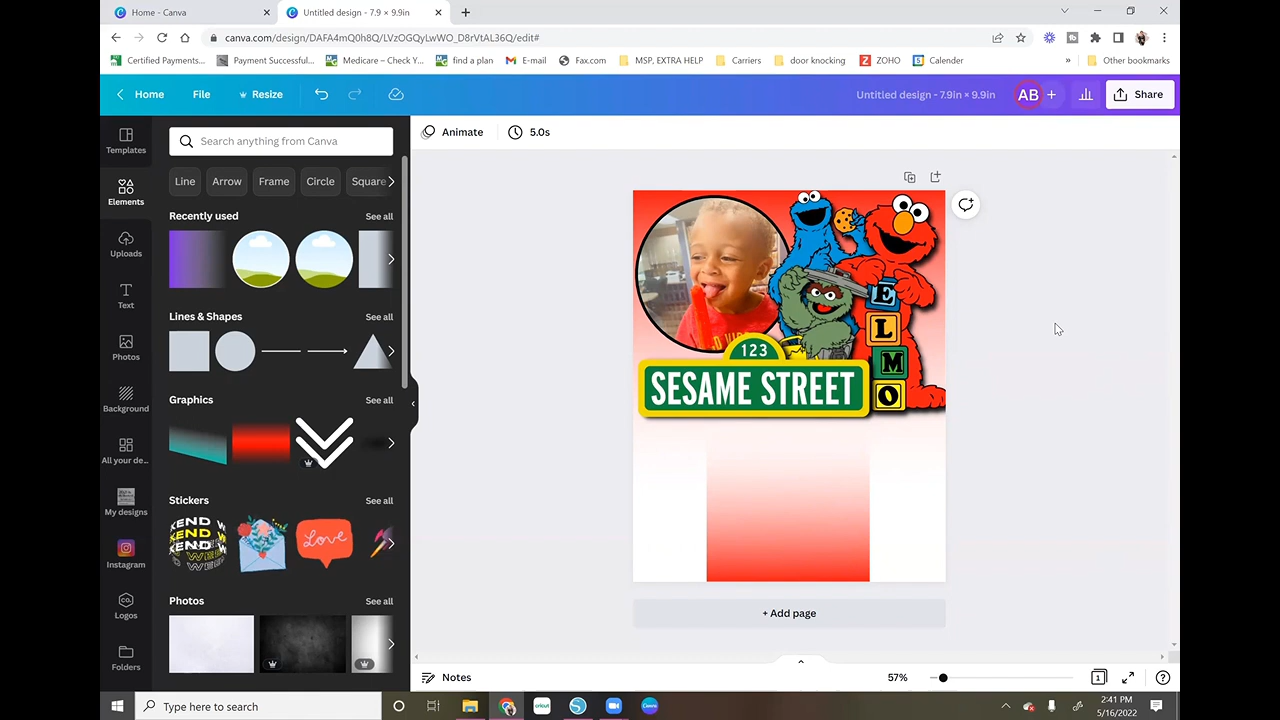 Home - Canva
Untitled design - 7.9 × 9.9in
canva.com/design/DAFA4mQ0h8Q/LVzOGQyLwWO_D8rVtAL36Q/edit#
Certified Payments...
Payment Successful...
Medicare – Check Y...
find a plan
E-mail
Fax.com
MSP, EXTRA HELP
Carriers
door knocking
ZOHO
Calender
»
Other bookmarks
Home
File
Resize
Untitled design - 7.9in × 9.9in
AB
Share
Templates
Elements
Uploads
Text
Photos
Background
All your de...
My designs
Instagram
Logos
Folders
Search anything from Canva
Line
Arrow
Frame
Circle
Square
Recently used
See all
Lines & Shapes
See all
Graphics
See all
Stickers
See all
Love
Photos
See all
Animate
5.0s
E
L
M
O
123
SESAME STREET
+ Add page
Notes
57%
1
Type here to search
cricut
2:41 PM
5/16/2022